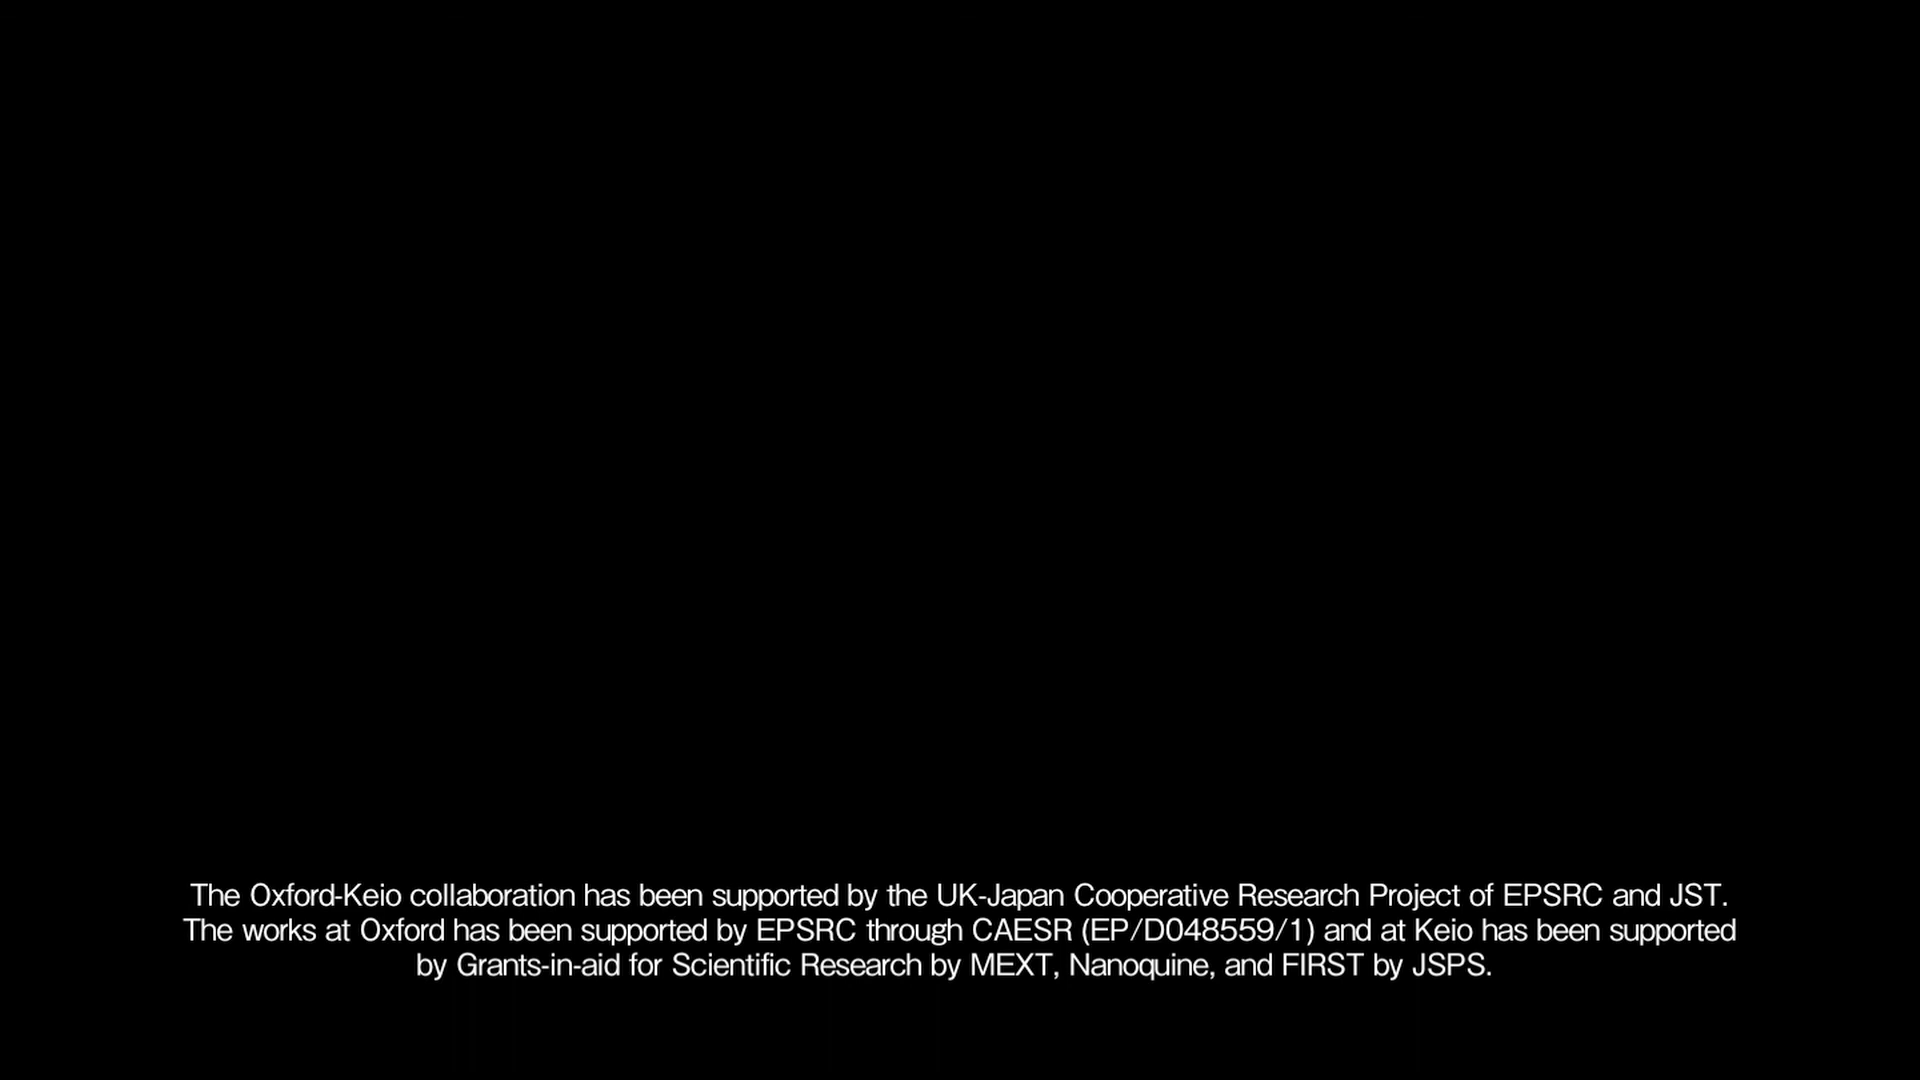 The Oxford-Keio collaboration has been supported by the UK-Japan Cooperative Research Project of EPSRC and JST.
The works at Oxford has been supported by EPSRC through CAESR (EP/D048559/1) and at Keio has been supported
by Grants-in-aid for Scientific Research by MEXT, Nanoquine, and FIRST by JSPS.